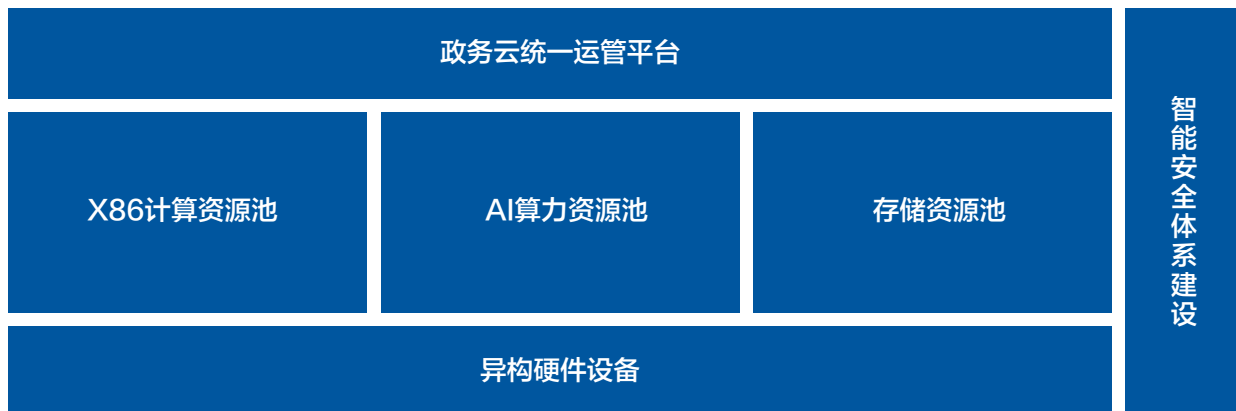 政务云统一运管平台
X86计算资源池
AI算力资源池
存储资源池
异构硬件设备
智能安全体系建设